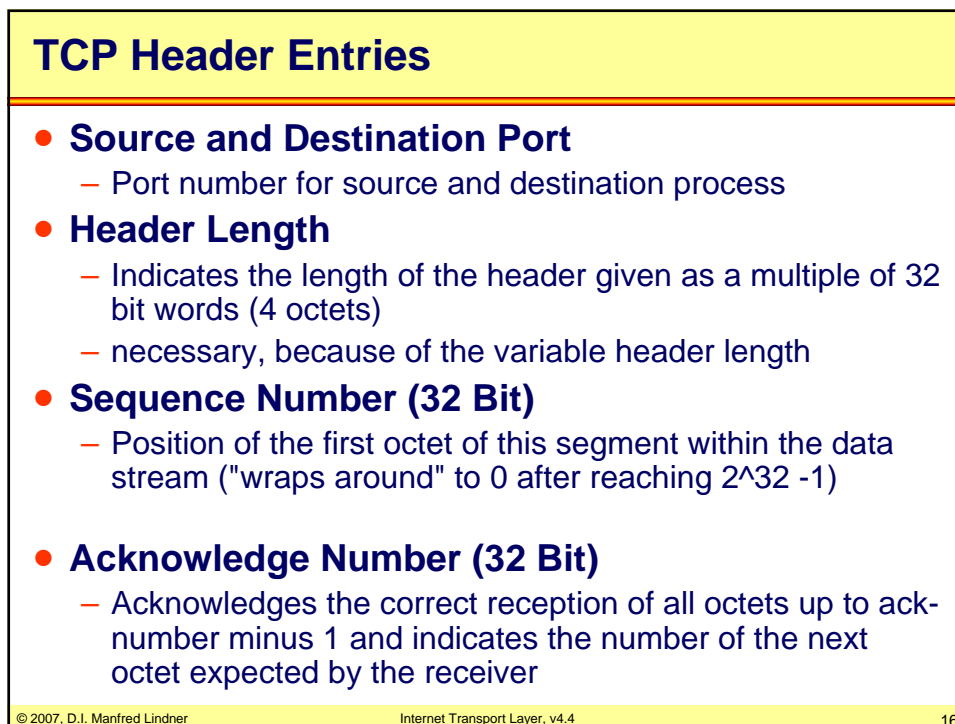 TCP Header Entries
• Source and Destination Port
– Port number for source and destination process
• Header Length
– Indicates the length of the header given as a multiple of 32
bit words (4 octets)
– necessary, because of the variable header length
• Sequence Number (32 Bit)
– Position of the first octet of this segment within the data
stream ("wraps around" to 0 after reaching 2^32 -1)
• Acknowledge Number (32 Bit)
– Acknowledges the correct reception of all octets up to ack-
number minus 1 and indicates the number of the next
octet expected by the receiver
© 2007, D.I. Manfred Lindner Internet Transport Layer, v4.4 16